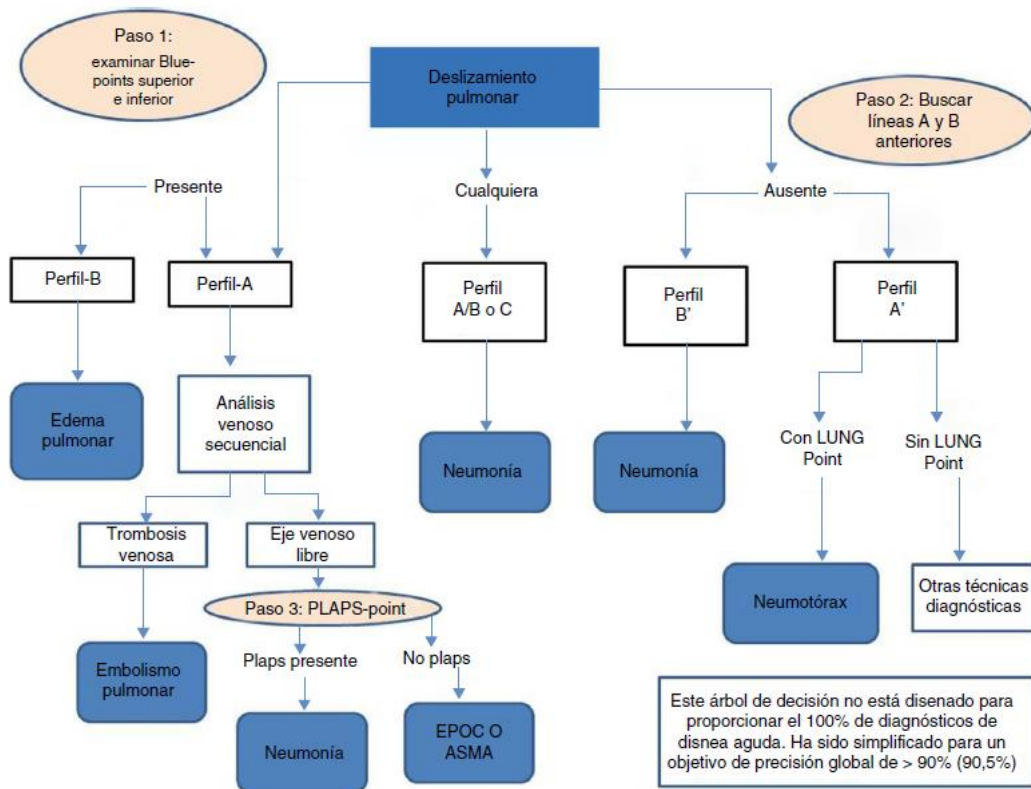 Paso 1:
examinar Blue-
points superior
e inferior
Deslizamiento
pulmonar
Paso 2: Buscar
líneas A y B
anteriores
Presente
Cualquiera
Ausente
Perfil-B
Perfil-A
Perfil
A/B o C
Perfil
B’
Perfil
A’
Edema
pulmonar
Análisis
venoso
secuencial
Neumonía
Neumonía
Con LUNG
Point
Sin LUNG
Point
Trombosis
venosa
Eje venoso
libre
Paso 3: PLAPS-point
Neumotórax
Otras técnicas
diagnósticas
Plaps presente
No plaps
Embolismo
pulmonar
Neumonía
EPOC O
ASMA
Este árbol de decisión no está disenado para
proporcionar el 100% de diagnósticos de
disnea aguda. Ha sido simplificado para un
objetivo de precisión global de > 90% (90,5%)